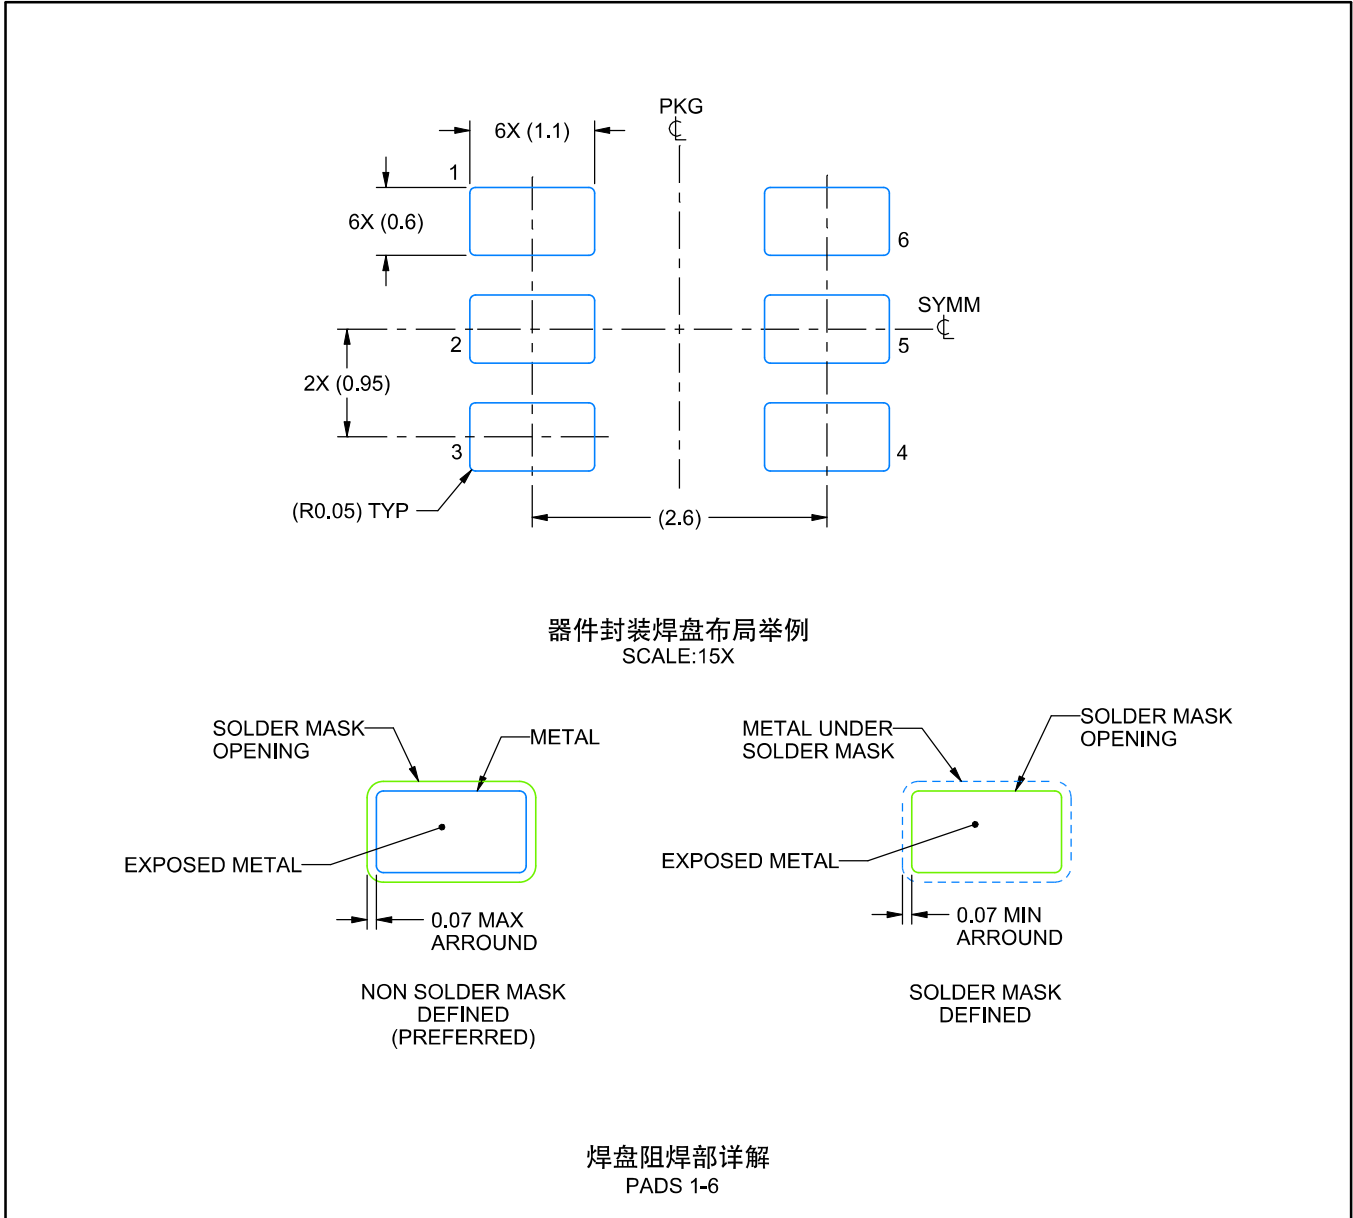 PKG
6X (1.1)
1
6X (0.6)
6
SYMM
2
5
2X (0.95)
3
4
(R0.05) TYP
(2.6)
器件封装焊盘布局举例
SCALE:15X
SOLDER MASK
OPENING
METAL
EXPOSED METAL
0.07 MAX
ARROUND
NON SOLDER MASK
DEFINED
(PREFERRED)
METAL UNDER
SOLDER MASK
SOLDER MASK
OPENING
EXPOSED METAL
0.07 MIN
ARROUND
SOLDER MASK
DEFINED
焊盘阻焊部详解
PADS 1-6